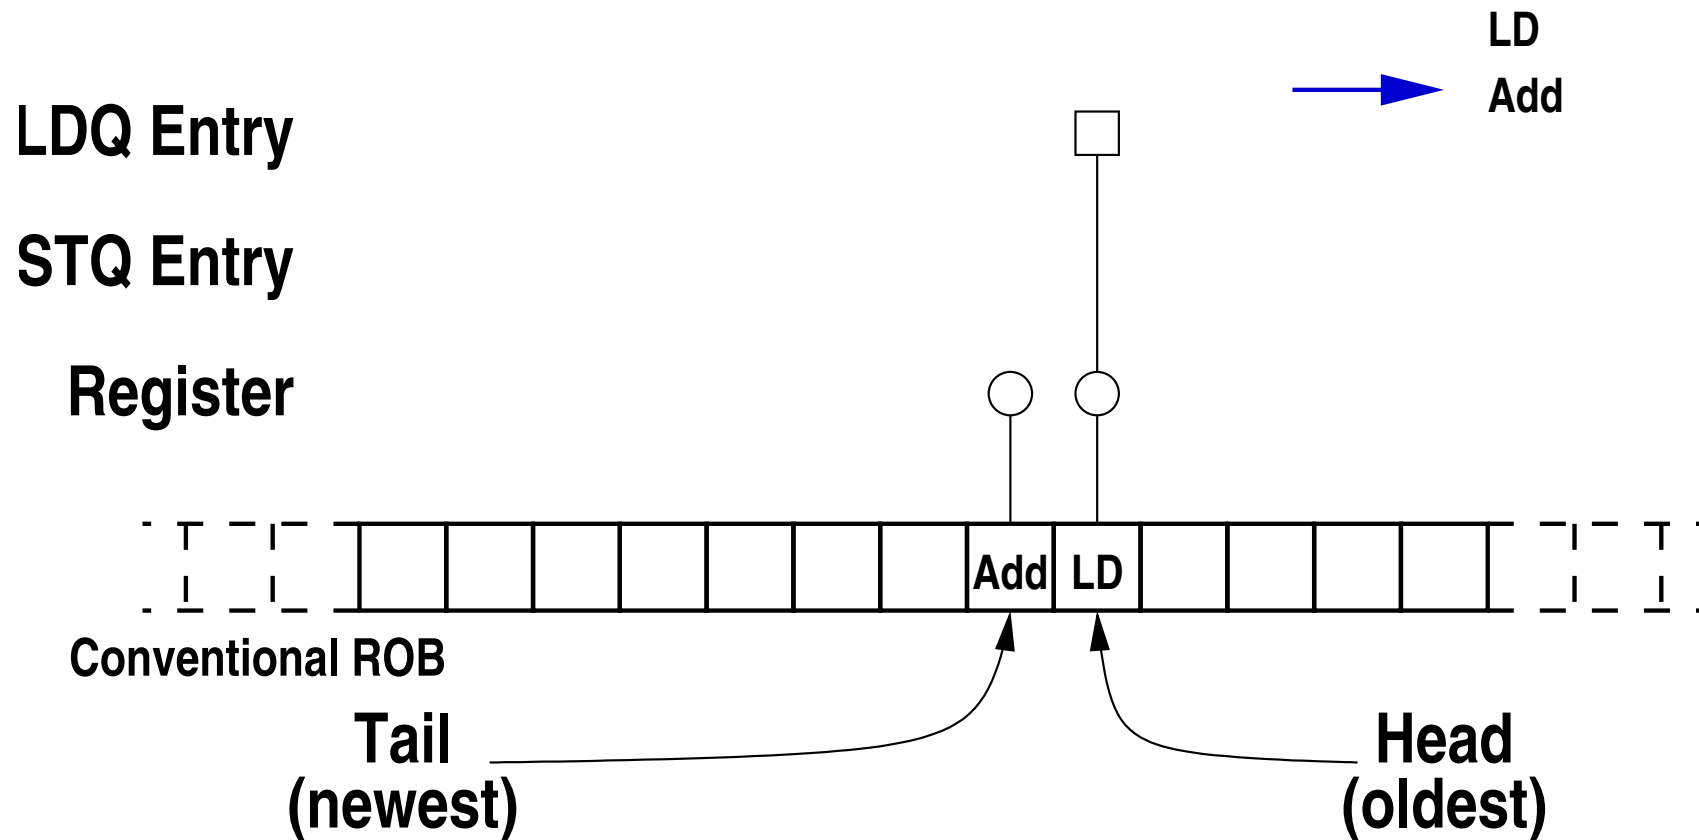 LD
Add
LDQ Entry
STQ Entry
Register
Add LD
Conventional ROB
Tail
(newest)
Head
(oldest)